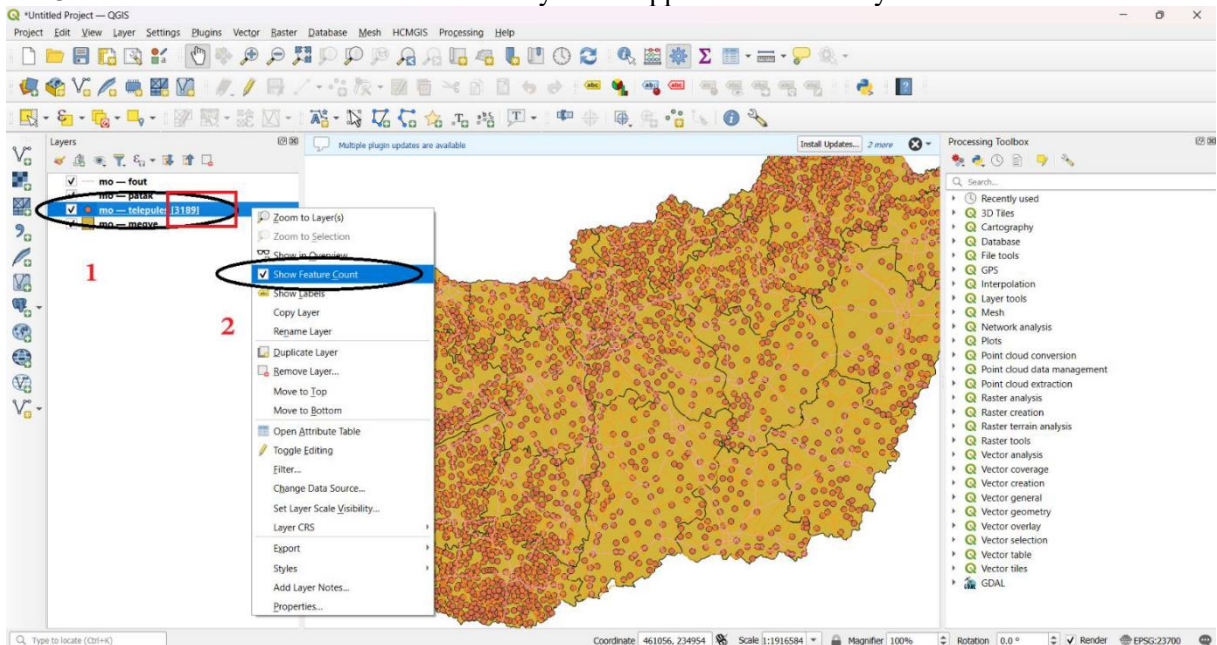 *Untitled Project — QGIS
Project Edit View Layer Settings Plugins Vector Raster Database Mesh HCMGIS Processing Help
Layers
Multiple plugin updates are available
Install Updates...
2 more
Processing Toolbox
Search...
mo — fout
mo — patak
mo — telepules [3189]
mo — megye
1
2
Zoom to Layer(s)
Zoom to Selection
Show in Overview
Show Feature Count
Show Labels
Copy Layer
Rename Layer
Duplicate Layer
Remove Layer...
Move to Top
Move to Bottom
Open Attribute Table
Toggle Editing
Filter...
Change Data Source...
Set Layer Scale Visibility...
Layer CRS
Export
Styles
Add Layer Notes...
Properties...
Recently used
3D Tiles
Cartography
Database
File tools
GPS
Interpolation
Layer tools
Mesh
Network analysis
Plots
Point cloud conversion
Point cloud data management
Point cloud extraction
Raster analysis
Raster creation
Raster terrain analysis
Raster tools
Vector analysis
Vector coverage
Vector creation
Vector general
Vector geometry
Vector overlay
Vector selection
Vector table
Vector tiles
GDAL
Type to locate (Ctrl+K)
Coordinate 461056, 234954 Scale 1:1916584 Magnifier 100% Rotation 0.0 ° Render EPSG:23700